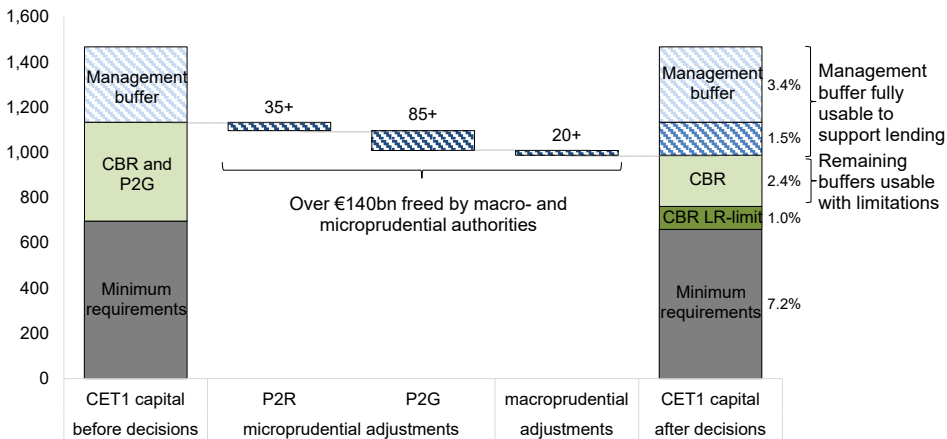 1,600
1,400
1,200
1,000
800
600
400
200
0
Management
buffer
CBR and
P2G
Minimum
requirements
35+
85+
20+
Over €140bn freed by macro- and
microprudential authorities
Management
buffer
CBR
CBR LR-limit
Minimum
requirements
3.4%
1.5%
2.4%
1.0%
7.2%
Management
buffer fully
usable to
support lending
Remaining
buffers usable
with limitations
CET1 capital
before decisions
P2R
P2G
microprudential adjustments
macroprudential
adjustments
CET1 capital
after decisions